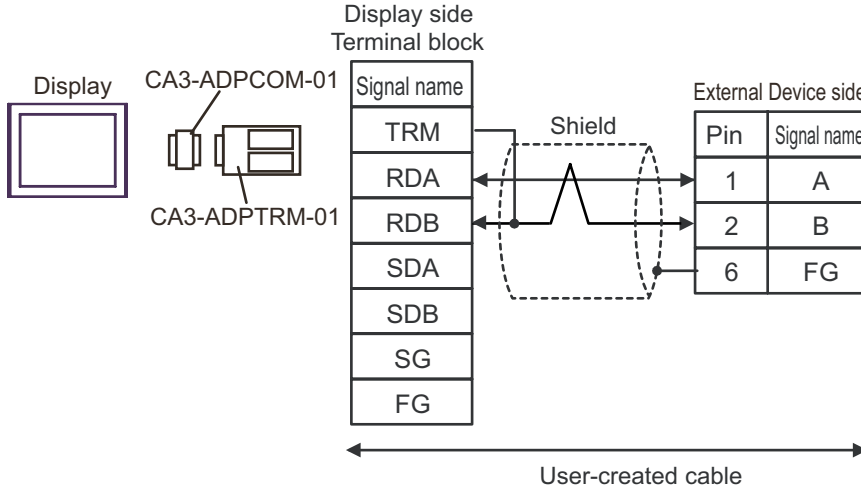 Display side
Terminal block
Display
CA3-ADPCOM-01
CA3-ADPTRM-01
Signal name
TRM
RDA
RDB
SDA
SDB
SG
FG
Shield
External Device side
Pin Signal name
1 A
2 B
6 FG
User-created cable